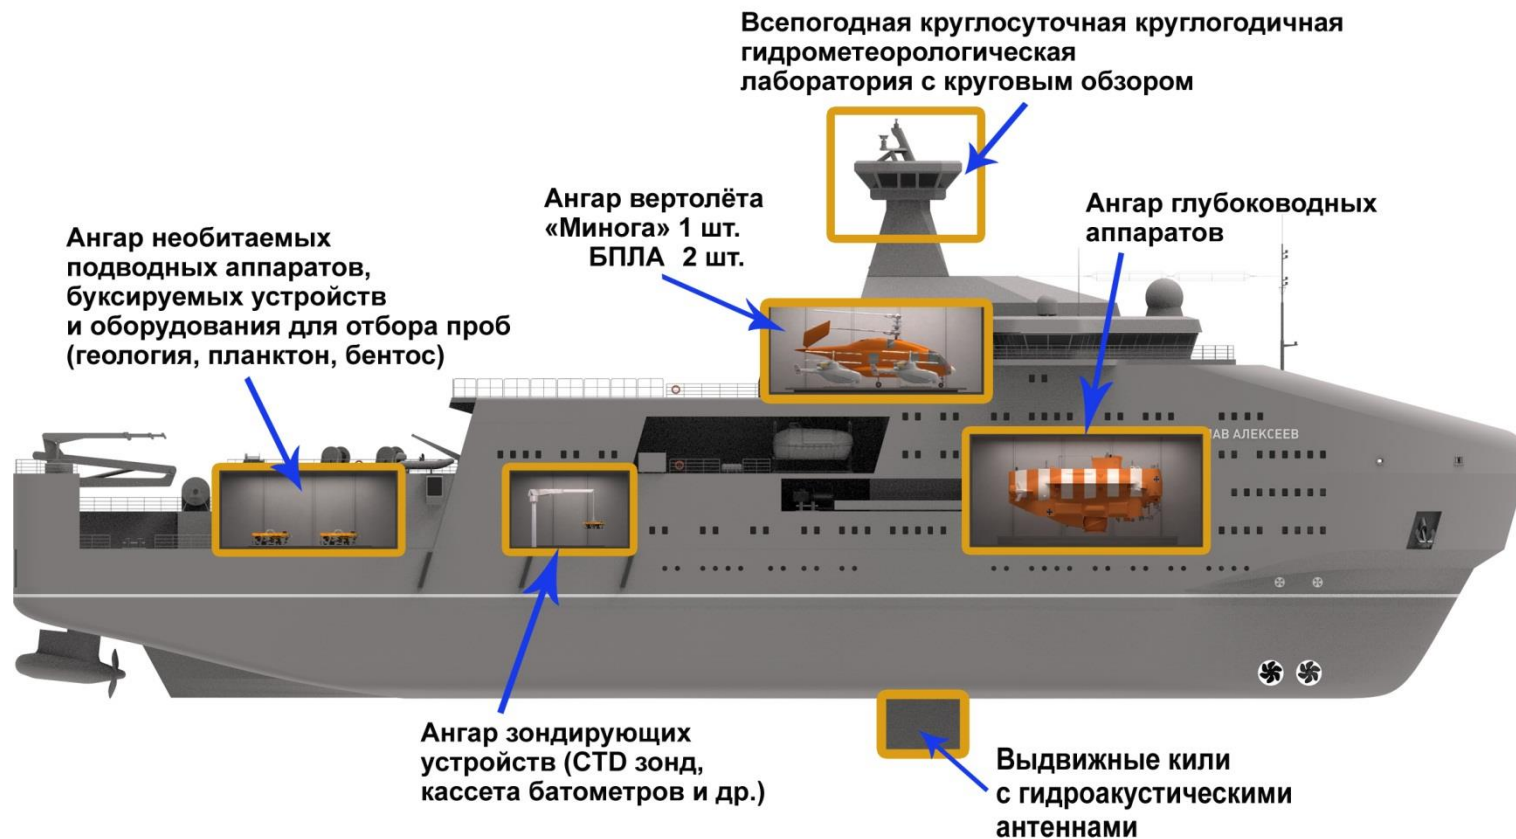 Всепогодная круглосуточная круглогодичная
гидрометеорологическая
лаборатория с круговым обзором
Ангар вертолёта
«Минога» 1 шт.
БПЛА 2 шт.
Ангар глубоководных
аппаратов
Ангар необитаемых
подводных аппаратов,
буксируемых устройств
и оборудования для отбора проб
(геология, планктон, бентос)
АВ АЛЕКСЕЕВ
Ангар зондирующих
устройств (CTD зонд,
кассета батометров и др.)
Выдвижные кили
с гидроакустическими
антеннами